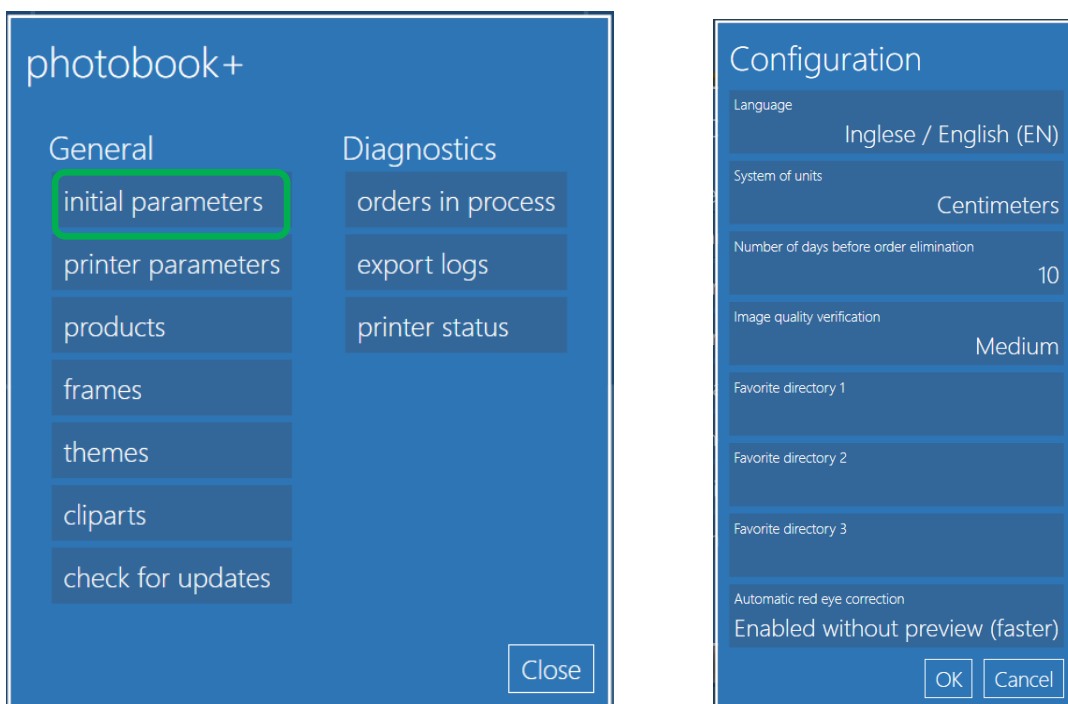 photobook+
General
initial parameters
printer parameters
products
frames
themes
cliparts
check for updates
Diagnostics
orders in process
export logs
printer status
Close
Configuration
Language
Inglese / English (EN)
System of units
Centimeters
Number of days before order elimination
10
Image quality verification
Medium
Favorite directory 1
Favorite directory 2
Favorite directory 3
Automatic red eye correction
Enabled without preview (faster)
OK Cancel